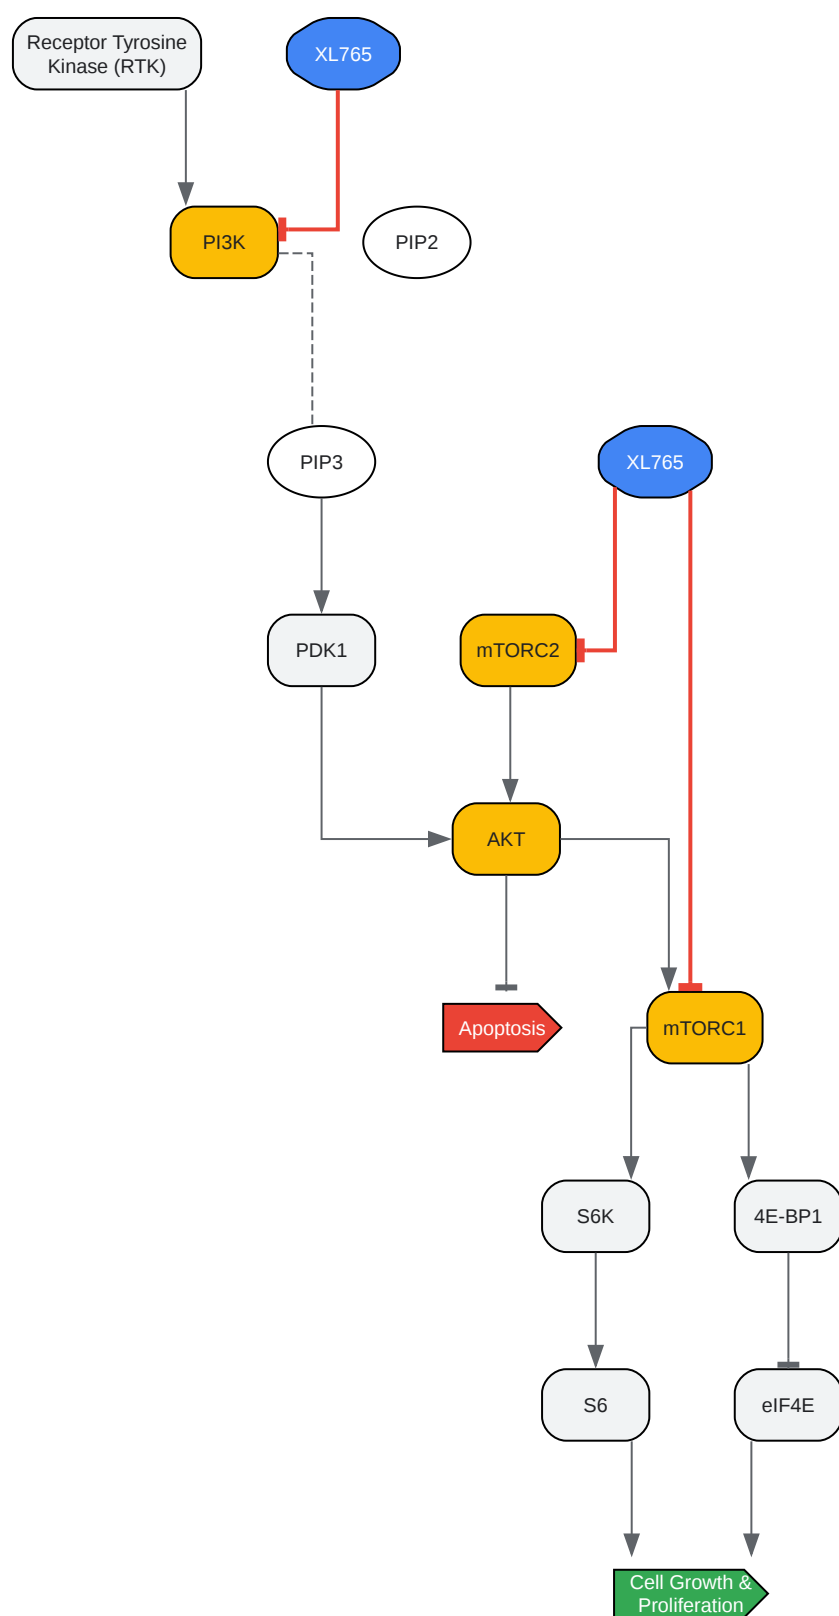 Receptor Tyrosine
Kinase (RTK)
XL765
PI3K
PIP2
PIP3
XL765
PDK1
mTORC2
AKT
Apoptosis
mTORC1
S6K
4E-BP1
S6
eIF4E
Cell Growth &
Proliferation